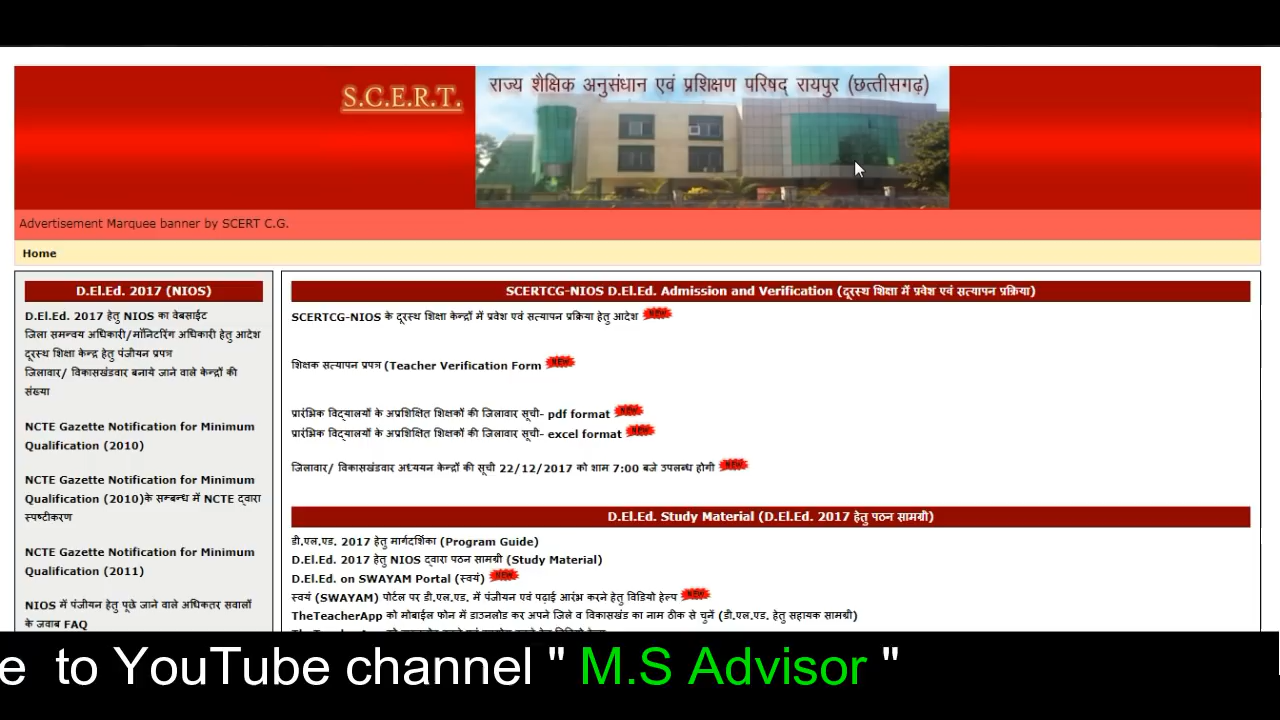 S.C.E.R.T.
राज्य शैक्षिक अनुसंधान एवं प्रशिक्षण परिषद् रायपुर (छत्तीसगढ़)
Advertisement Marquee banner by SCERT C.G.
Home
D.El.Ed. 2017 (NIOS)
D.El.Ed. 2017 हेतु NIOS का वेबसाईट
जिला समन्वय अधिकारी/मॉनिटरिंग अधिकारी हेतु आदेश
दूरस्थ शिक्षा केन्द्र हेतु पंजीयन प्रपत्र
जिलावार/ विकासखंडवार बनाये जाने वाले केन्द्रों की
संख्या
NCTE Gazette Notification for Minimum
Qualification (2010)
NCTE Gazette Notification for Minimum
Qualification (2010)के सम्बन्ध में NCTE द्वारा
स्पष्टीकरण
NCTE Gazette Notification for Minimum
Qualification (2011)
NIOS में पंजीयन हेतु पूछे जाने वाले अधिकतर सवालों
के जवाब FAQ
SCERTCG-NIOS D.El.Ed. Admission and Verification (दूरस्थ शिक्षा में प्रवेश एवं सत्यापन प्रक्रिया)
SCERTCG-NIOS के दूरस्थ शिक्षा केन्द्रों में प्रवेश एवं सत्यापन प्रक्रिया हेतु आदेश NEW
शिक्षक सत्यापन प्रपत्र (Teacher Verification Form NEW
प्रारंभिक विद्यालयों के अप्रशिक्षित शिक्षकों की जिलावार सूची- pdf format NEW
प्रारंभिक विद्यालयों के अप्रशिक्षित शिक्षकों की जिलावार सूची- excel format NEW
जिलावार/ विकासखंडवार अध्ययन केन्द्रों की सूची 22/12/2017 को शाम 7:00 बजे उपलब्ध होगी NEW
D.El.Ed. Study Material (D.El.Ed. 2017 हेतु पठन सामग्री)
डी.एल.एड. 2017 हेतु मार्गदर्शिका (Program Guide)
D.El.Ed. 2017 हेतु NIOS द्वारा पठन सामग्री (Study Material)
D.El.Ed. on SWAYAM Portal (स्वयं) NEW
स्वयं (SWAYAM) पोर्टल पर डी.एल.एड. में पंजीयन एवं पढ़ाई आरंभ करने हेतु विडियो हेल्प NEW
TheTeacherApp को मोबाईल फोन में डाउनलोड कर अपने जिले व विकासखंड का नाम ठीक से चुनें (डी.एल.एड. हेतु सहायक सामग्री)
e to YouTube channel " M.S Advisor "